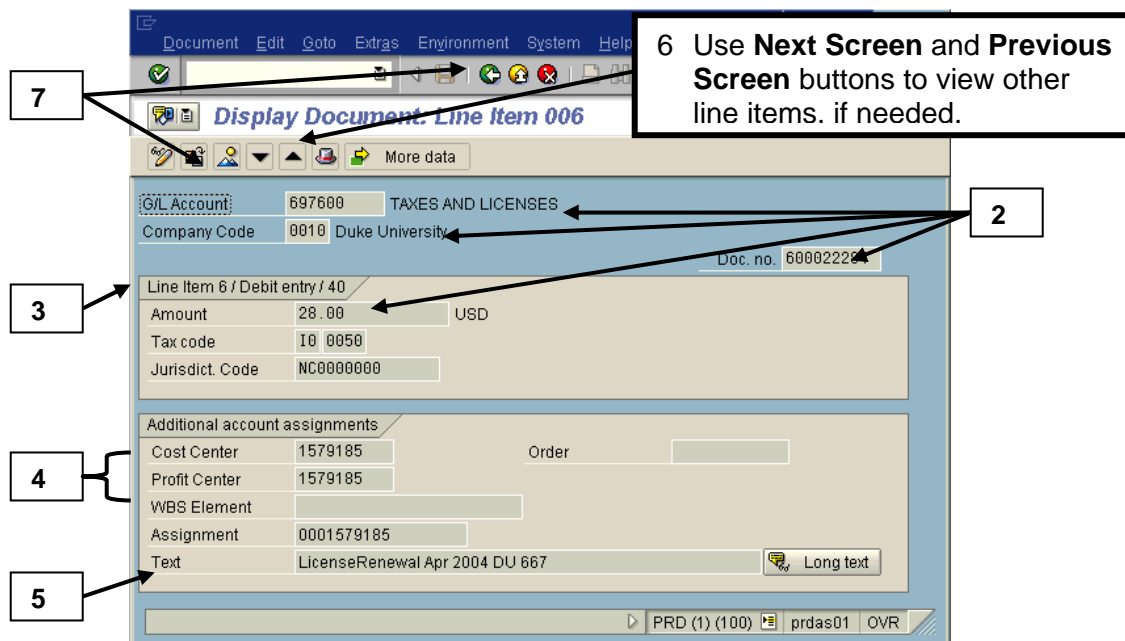 Document Edit Goto Extras Environment System Help
6 Use Next Screen and Previous Screen buttons to view other line items. if needed.
7
Display Document: Line Item 006
More data
G/L Account 697600 TAXES AND LICENSES
2
Company Code 0010 Duke University
Doc. no.
3
Line Item 6 / Debit entry / 40
Amount 28.00 USD
Tax code I0 0050
Jurisdict. Code NC0000000
Additional account assignments
4
Cost Center 1579185 Order
Profit Center 1579185
WBS Element
Assignment 0001579185
5
Text LicenseRenewal Apr 2004 DU 667 Long text
PRD (1) (100) prdas01 OVR